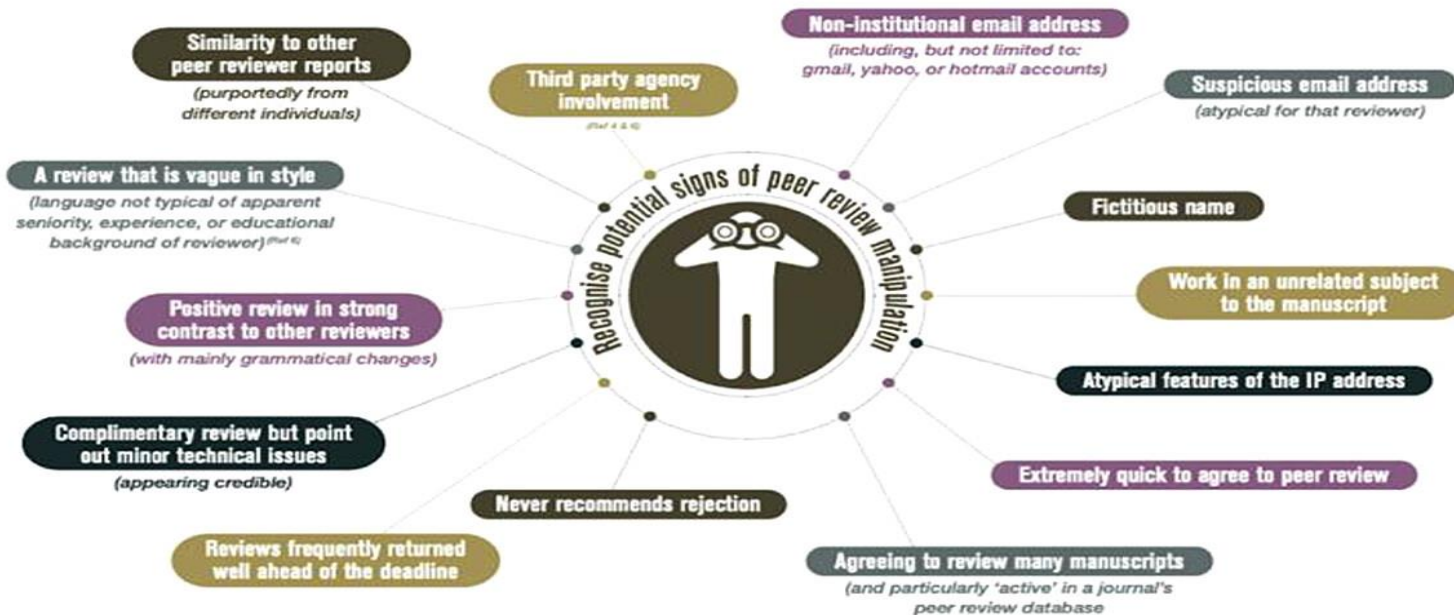 Recognise potential signs of peer review manipulation
Non-institutional email address
(including, but not limited to:
gmail, yahoo, or hotmail accounts)
Suspicious email address
(atypical for that reviewer)
Fictitious name
Work in an unrelated subject
to the manuscript
Atypical features of the IP address
Extremely quick to agree to peer review
Agreeing to review many manuscripts
(and particularly ‘active’ in a journal's
peer review database
Never recommends rejection
Reviews frequently returned
well ahead of the deadline
Complimentary review but point
out minor technical issues
(appearing credible)
Positive review in strong
contrast to other reviewers
(with mainly grammatical changes)
A review that is vague in style
(language not typical of apparent
seniority, experience, or educational
background of reviewer) (Ref 6)
Similarity to other
peer reviewer reports
(purportedly from
different individuals)
Third party agency
involvement
(Ref 4 & 6)